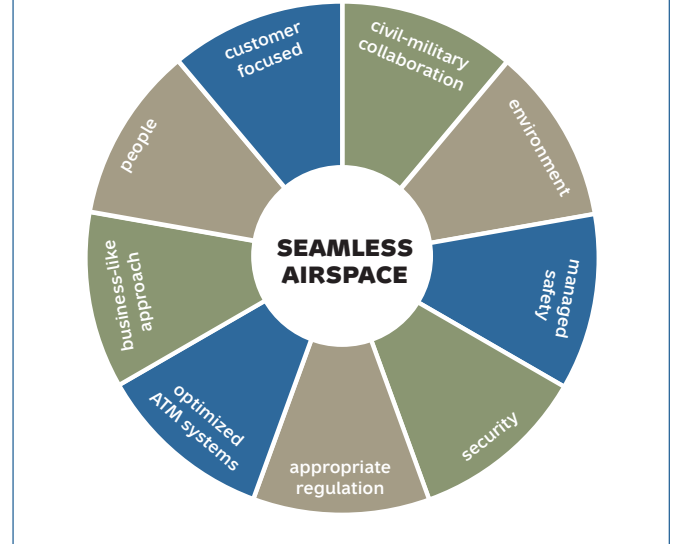 SEAMLESS
AIRSPACE
civil-military
collaboration
environment
managed
safety
security
appropriate
regulation
optimized
ATM systems
business-like
approach
people
customer
focused